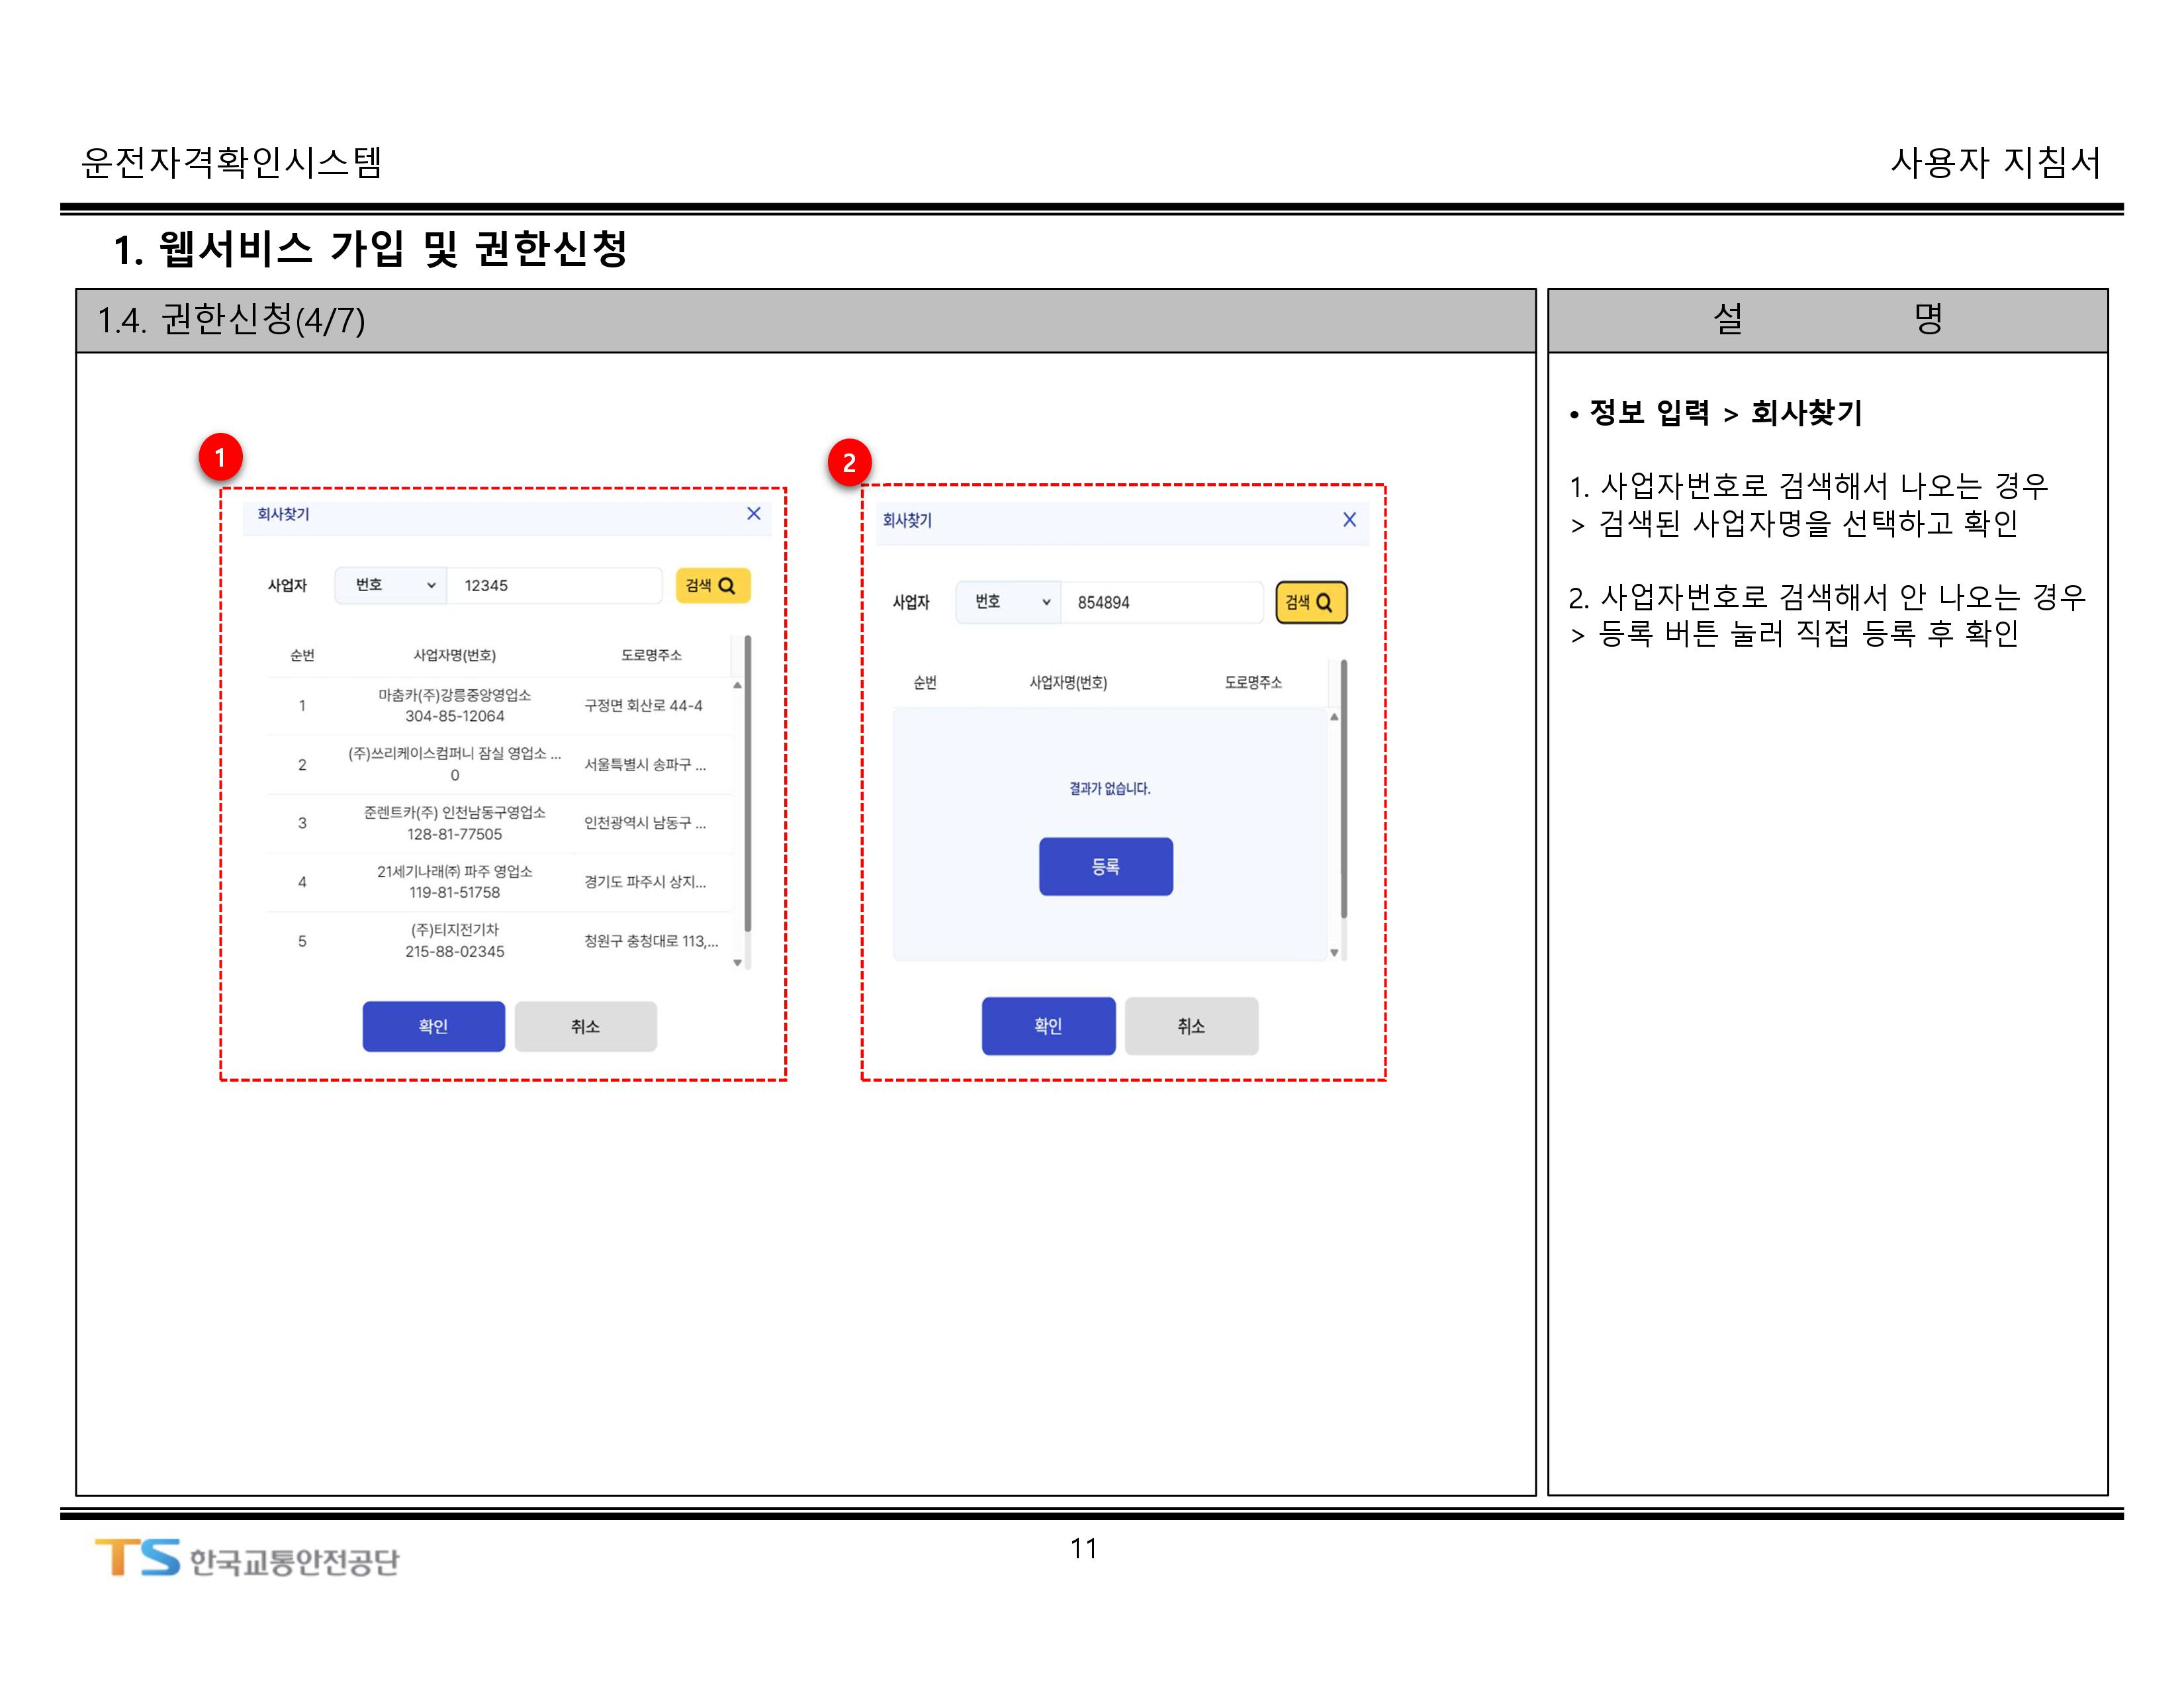 운전자격확인시스템 사용자 지침서
1. 웹서비스 가입 및 권한신청
1.4. 권한신청(4/7)
1
회사찾기 X
사업자 번호 12345 검색
순번 사업자명(번호) 도로명주소
1 마춤카(주)강릉중앙영업소 구정면 회산로 44-4
304-85-12064
2 (주)쓰리케이스컴퍼니 잠실 영업소 ... 서울특별시 송파구 ...
0
3 준렌트카(주) 인천남동구영업소 인천광역시 남동구 ...
128-81-77505
4 21세기나래㈜ 파주 영업소 경기도 파주시 상지...
119-81-51758
5 (주)티지전기차 청원구 충청대로 113,...
215-88-02345
확인 취소
2
회사찾기 X
사업자 번호 854894 검색
순번 사업자명(번호) 도로명주소
결과가 없습니다.
등록
확인 취소
설 명
• 정보 입력 > 회사찾기
1. 사업자번호로 검색해서 나오는 경우
> 검색된 사업자명을 선택하고 확인
2. 사업자번호로 검색해서 안 나오는 경우
> 등록 버튼 눌러 직접 등록 후 확인
TS 한국교통안전공단
11